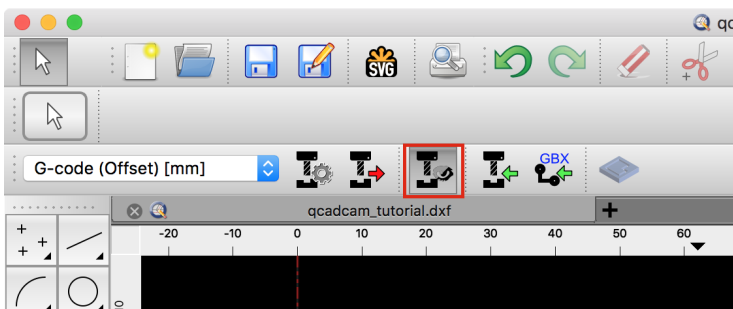 qc
SVG
G-code (Offset) [mm]
GBX
qcadcam_tutorial.dxf
-20 -10 0 10 20 30 40 50 60